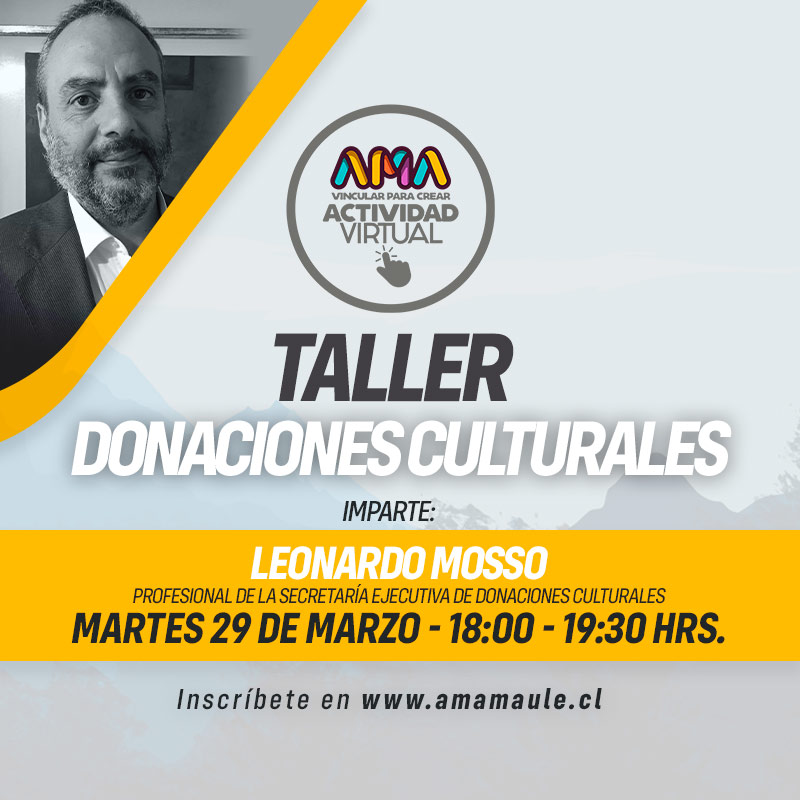 AMA
VINCULAR PARA CREAR
ACTIVIDAD
VIRTUAL
TALLER
DONACIONES CULTURALES
IMPARTE:
LEONARDO MOSSO
PROFESIONAL DE LA SECRETARÍA EJECUTIVA DE DONACIONES CULTURALES
MARTES 29 DE MARZO - 18:00 - 19:30 HRS.
Inscríbete en www.amamaule.cl